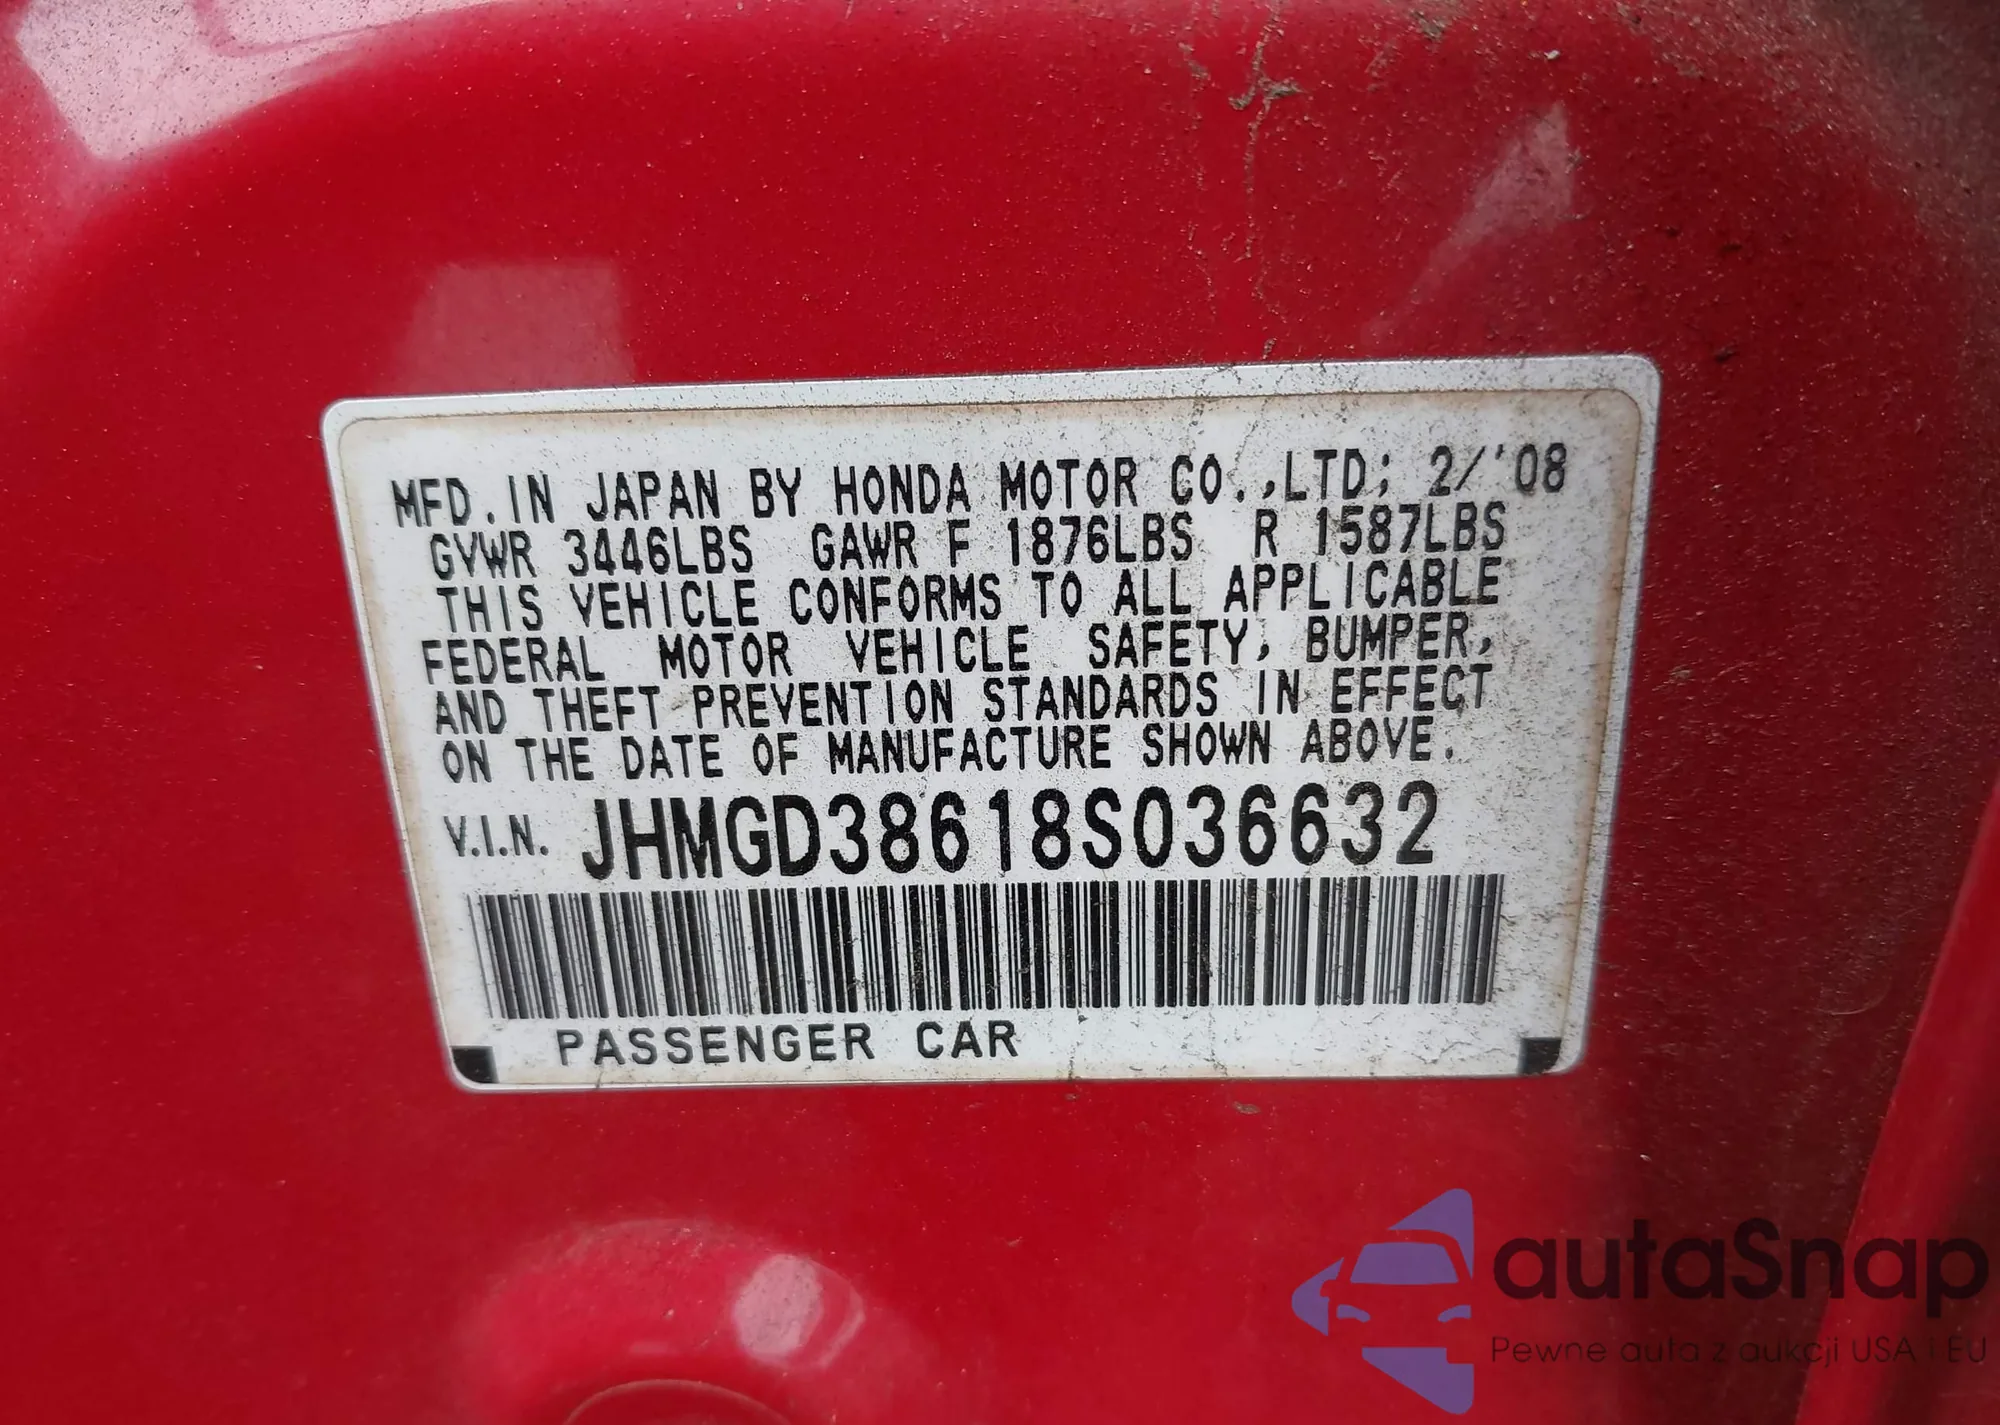 MFD. IN JAPAN BY HONDA MOTOR CO.,LTD; 2/'08
GVWR 3446LBS GAWR F 1876LBS R 1587LBS
THIS VEHICLE CONFORMS TO ALL APPLICABLE
FEDERAL MOTOR VEHICLE SAFETY, BUMPER,
AND THEFT PREVENTION STANDARDS IN EFFECT
ON THE DATE OF MANUFACTURE SHOWN ABOVE.
V.I.N. JHMGD38618S036632
PASSENGER CAR
autaSnap
Pewne auta z aukcji USA i EU